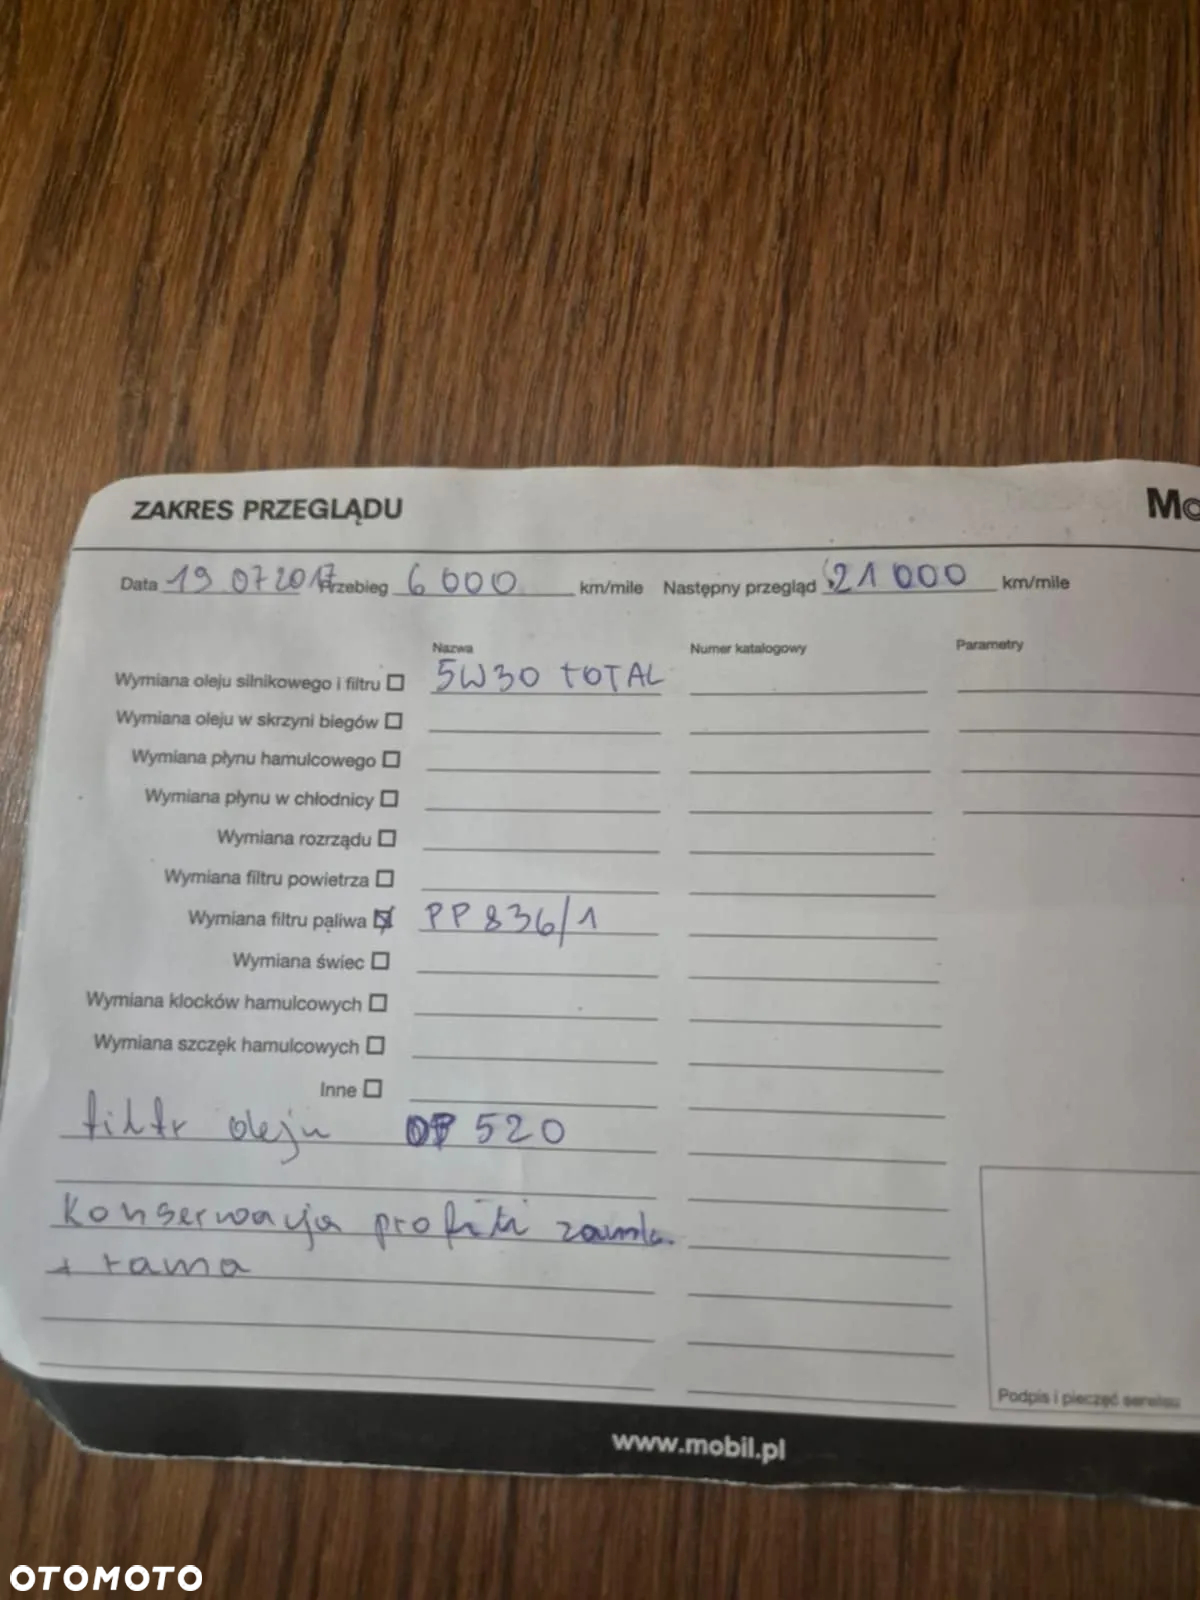 ZAKRES PRZEGLĄDU
Data 19 07 2017 Przebieg 6 000 km/mile Następny przegląd 21 000 km/mile
Nazwa Numer katalogowy Parametry
Wymiana oleju silnikowego i filtru 5W30 TOTAL
Wymiana oleju w skrzyni biegów
Wymiana płynu hamulcowego
Wymiana płynu w chłodnicy
Wymiana rozrządu
Wymiana filtru powietrza
Wymiana filtru paliwa PP 836/1
Wymiana świec
Wymiana klocków hamulcowych
Wymiana szczęk hamulcowych
Inne
filtr oleju OP 520
Konserwacja profili
+ rama
Podpis i pieczęć serwisu
www.mobil.pl
OTOMOTO